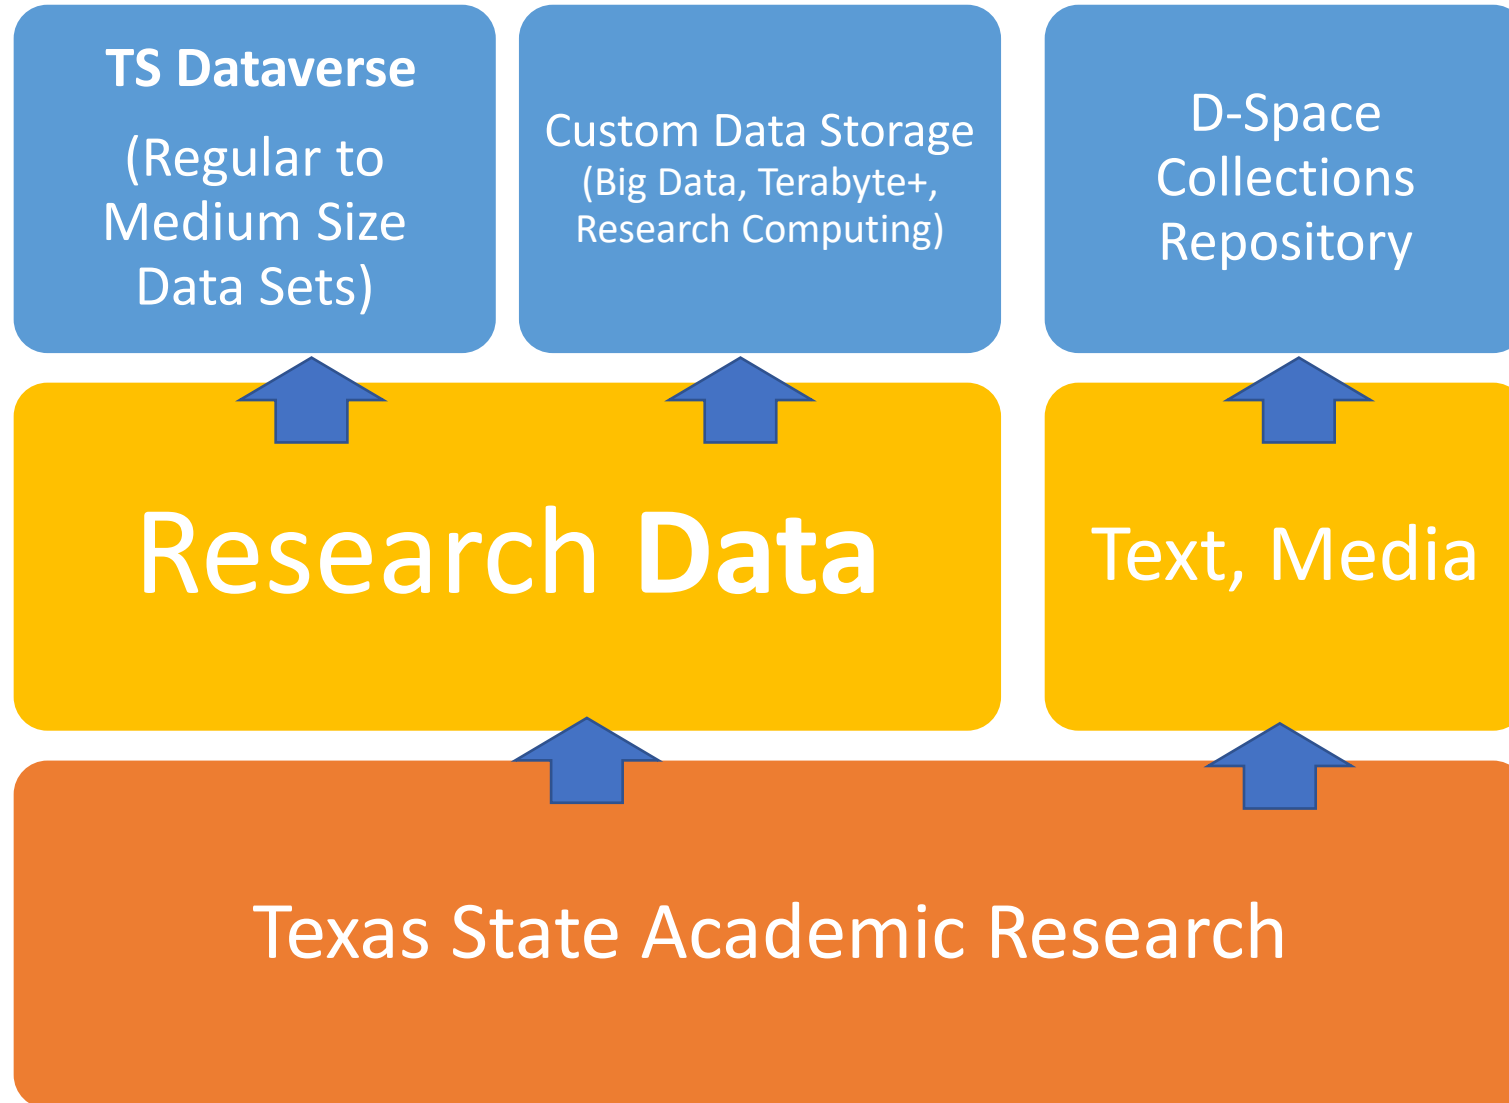 TS Dataverse
(Regular to
Medium Size
Data Sets)
Custom Data Storage
(Big Data, Terabyte+,
Research Computing)
D-Space
Collections
Repository
Research Data
Text, Media
Texas State Academic Research